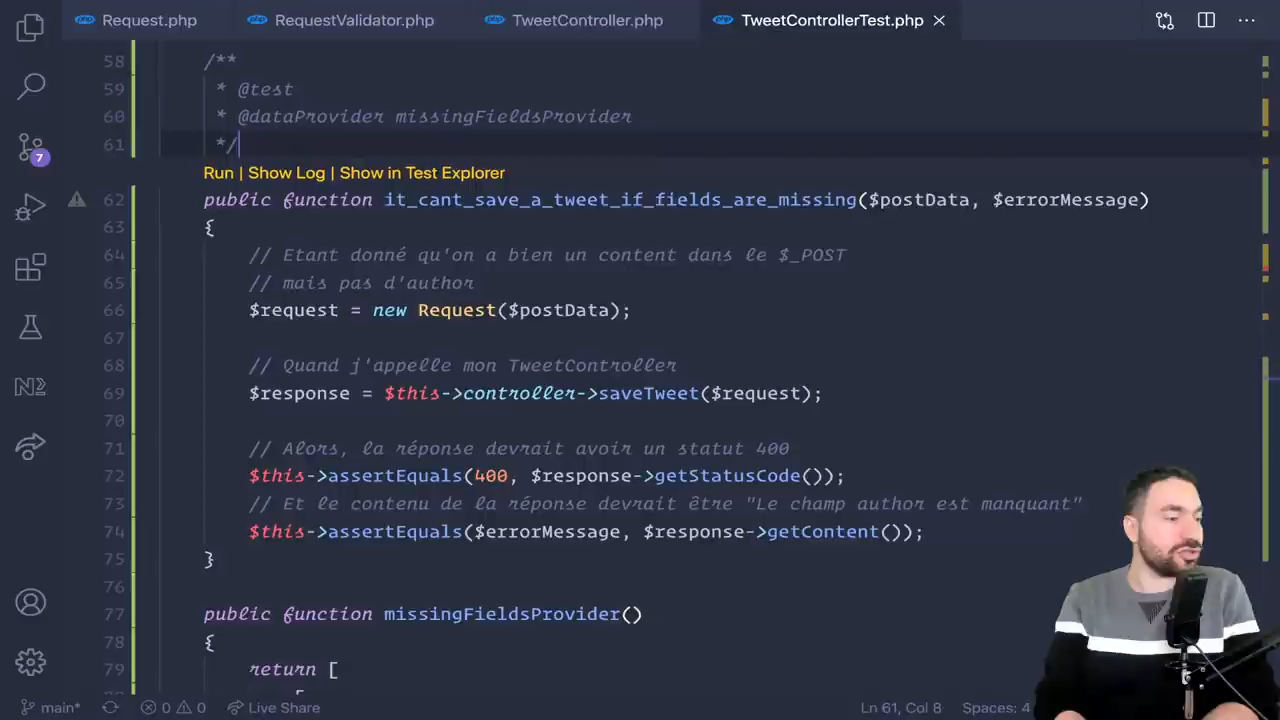 Request.php
RequestValidator.php
TweetController.php
TweetControllerTest.php
58 /**
59 * @test
60 * @dataProvider missingFieldsProvider
61 */
Run | Show Log | Show in Test Explorer
62 public function it_cant_save_a_tweet_if_fields_are_missing($postData, $errorMessage)
63 {
64 // Etant donné qu'on a bien un content dans le $_POST
65 // mais pas d'author
66 $request = new Request($postData);
67
68 // Quand j'appelle mon TweetController
69 $response = $this->controller->saveTweet($request);
70
71 // Alors, la réponse devrait avoir un statut 400
72 $this->assertEquals(400, $response->getStatusCode());
73 // Et le contenu de la réponse devrait être "Le champ author est manquant"
74 $this->assertEquals($errorMessage, $response->getContent());
75 }
76
77 public function missingFieldsProvider()
78 {
79 return [
7
main* 0 0 Live Share Ln 61, Col 8 Spaces: 4